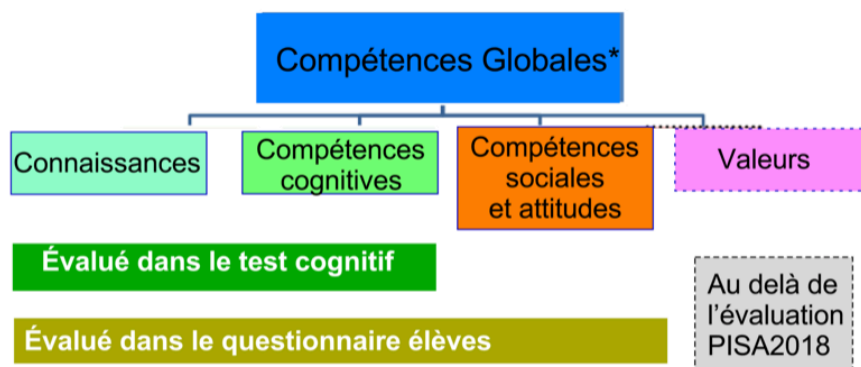 Compétences Globales*
Connaissances
Compétences
cognitives
Compétences
sociales
et attitudes
Valeurs
Évalué dans le test cognitif
Évalué dans le questionnaire élèves
Au delà de
l'évaluation
PISA2018